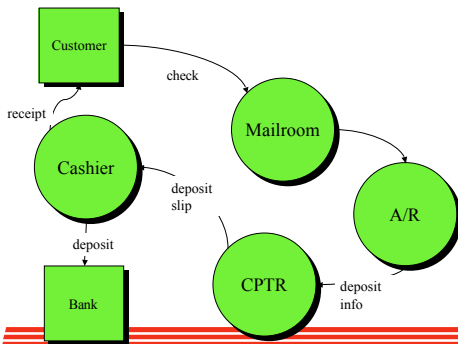 Customer
check
receipt
Mailroom
Cashier
deposit
slip
A/R
deposit
CPTR
deposit
info
Bank